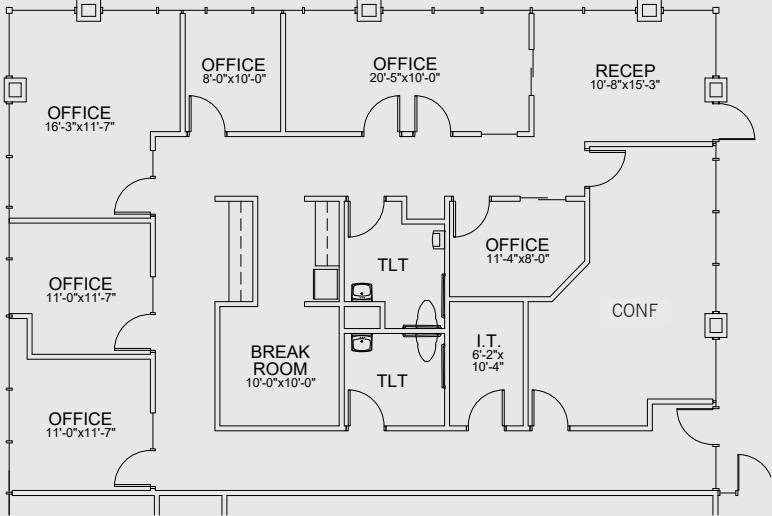 OFFICE
8'-0"x10'-0"
OFFICE
20'-5"x10'-0"
RECEP
10'-8"x15'-3"
OFFICE
16'-3"x11'-7"
TLT
OFFICE
11'-4"x8'-0"
OFFICE
11'-0"x11'-7"
CONF
BREAK
ROOM
10'-0"x10'-0"
I.T.
6'-2"x
10'-4"
TLT
OFFICE
11'-0"x11'-7"